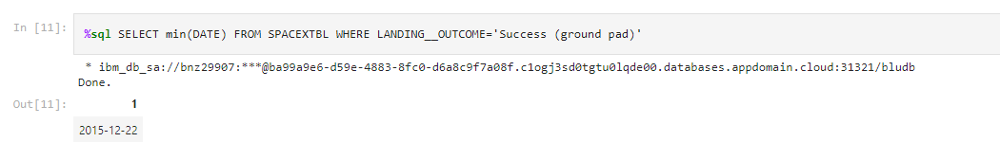 In [11]: %sql SELECT min(DATE) FROM SPACEXTBL WHERE LANDING__OUTCOME='Success (ground pad)'
* ibm_db_sa://bnz29907:***@ba99a9e6-d59e-4883-8fc0-d6a8c9f7a08f.c1ogj3sd0tgtu0lqde00.databases.appdomain.cloud:31321/bludb
Done.
Out[11]: 1
2015-12-22